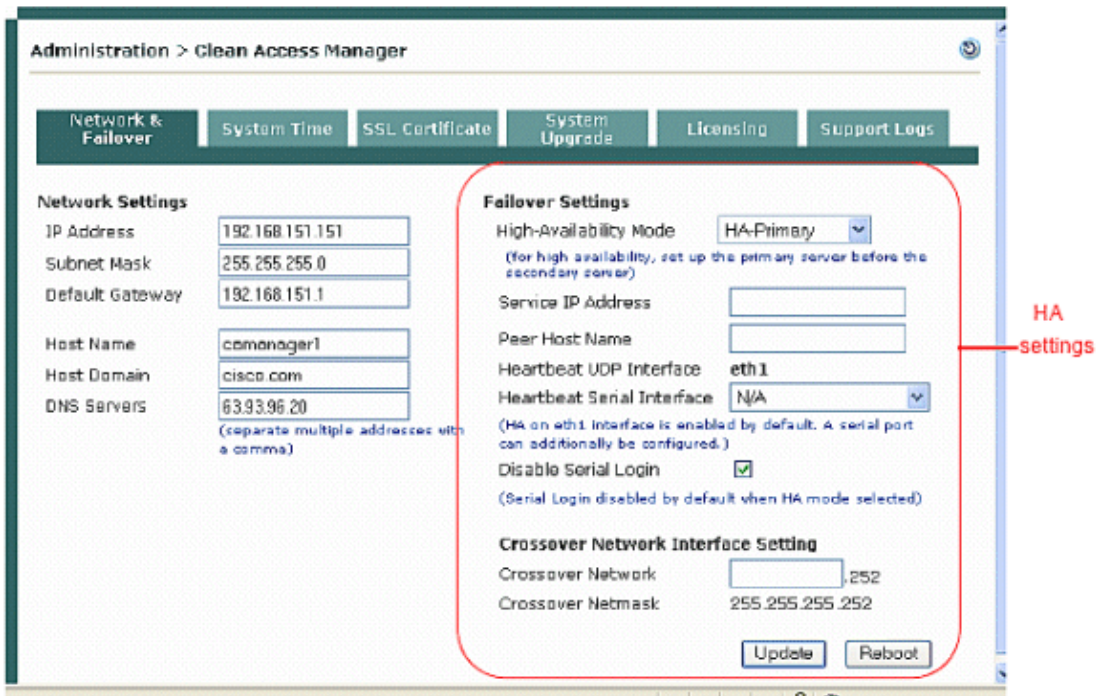 Administration > Clean Access Manager
Network &
Failover
System Time
SSL Certificate
System
Upgrade
Licensing
Support Logs
Network Settings
IP Address
192.168.151.151
Subnet Mask
255.255.255.0
Default Gateway
192.168.151.1
Host Name
camanager1
Host Domain
cisco.com
DNS Servers
63.93.96.20
(separate multiple addresses with
a comma)
Failover Settings
High-Availability Mode
HA-Primary
(for high availability, set up the primary server before the
secondary server)
Service IP Address
Peer Host Name
Heartbeat UDP Interface
eth1
Heartbeat Serial Interface
N/A
(HA on eth1 interface is enabled by default. A serial port
can additionally be configured.)
Disable Serial Login
(Serial Login disabled by default when HA mode selected)
Crossover Network Interface Setting
Crossover Network
.252
Crossover Netmask
255.255.255.252
Update
Reboot
HA
settings